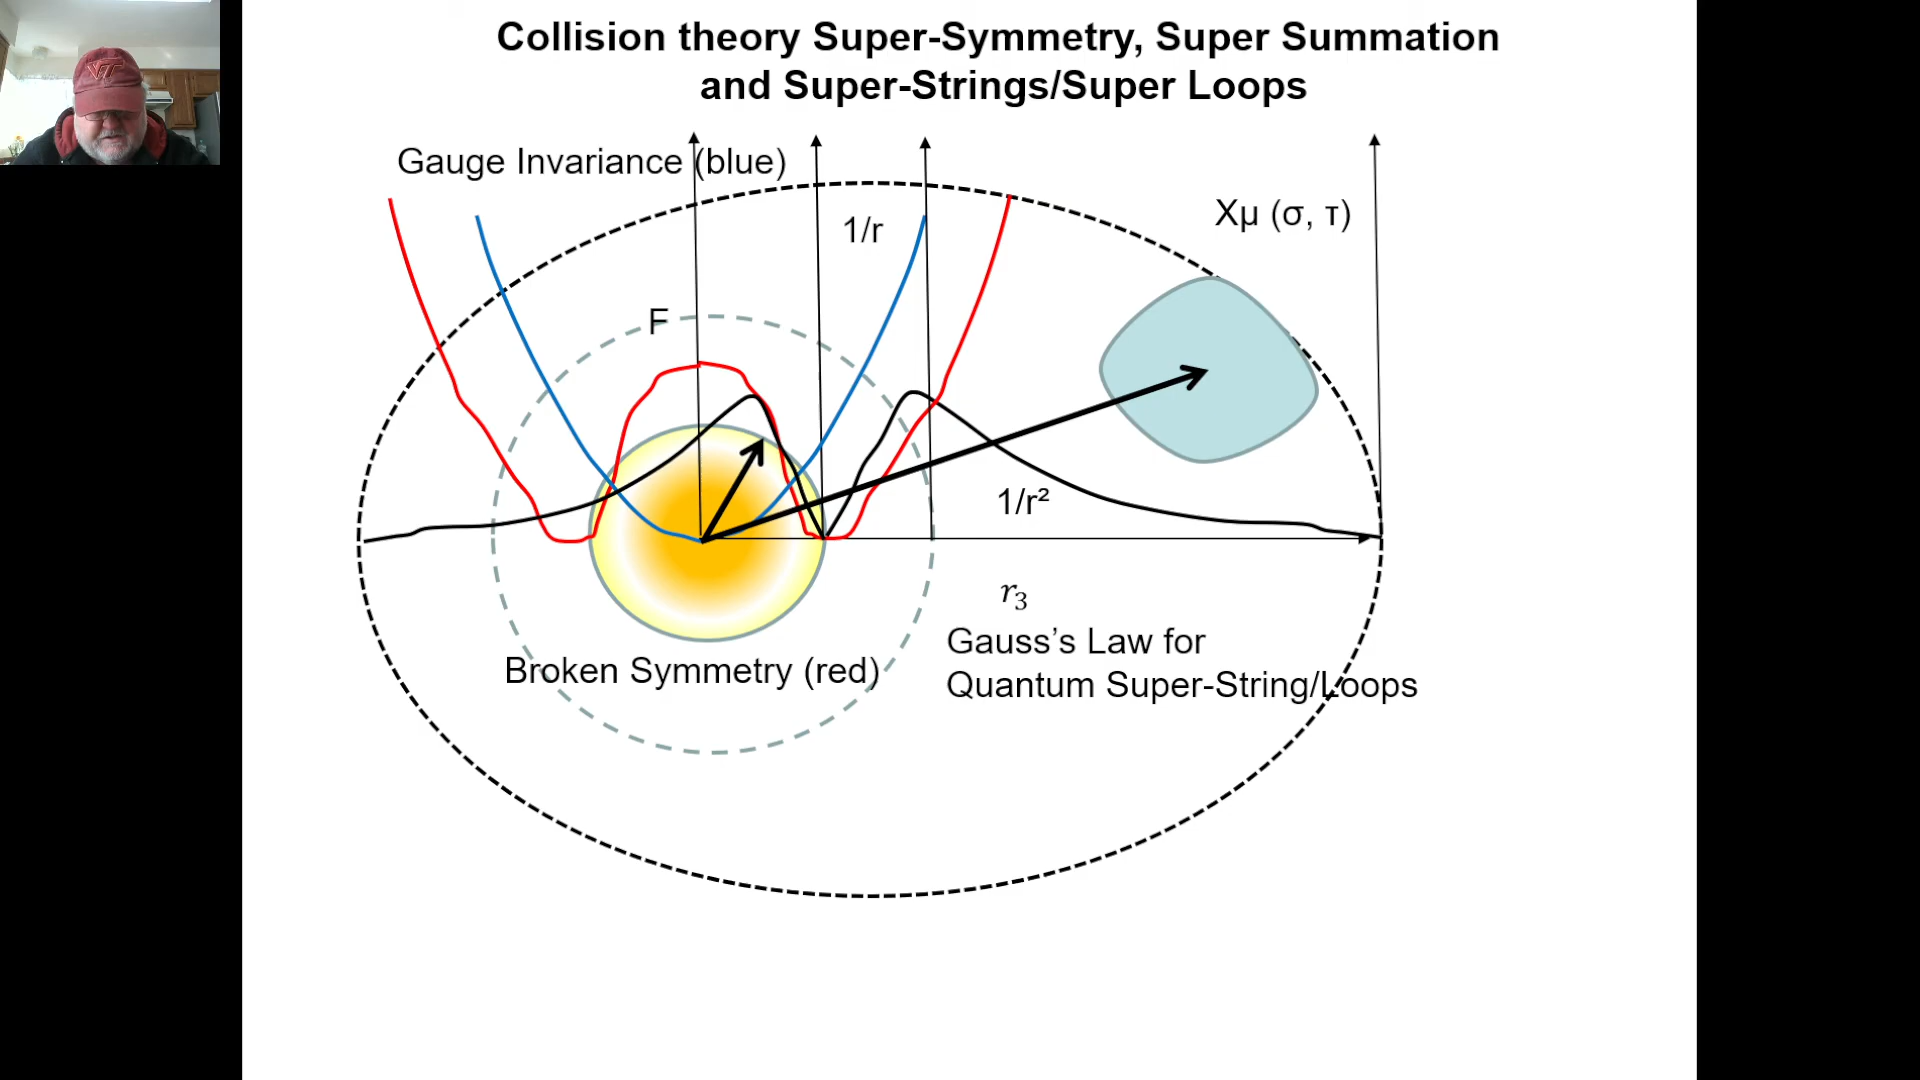 Collision theory Super-Symmetry, Super Summation
and Super-Strings/Super Loops
VT
Gauge Invariance (blue)
1/r
Xμ (σ, τ)
F
1/r²
r₃
Gauss’s Law for
Quantum Super-String/Loops
Broken Symmetry (red)